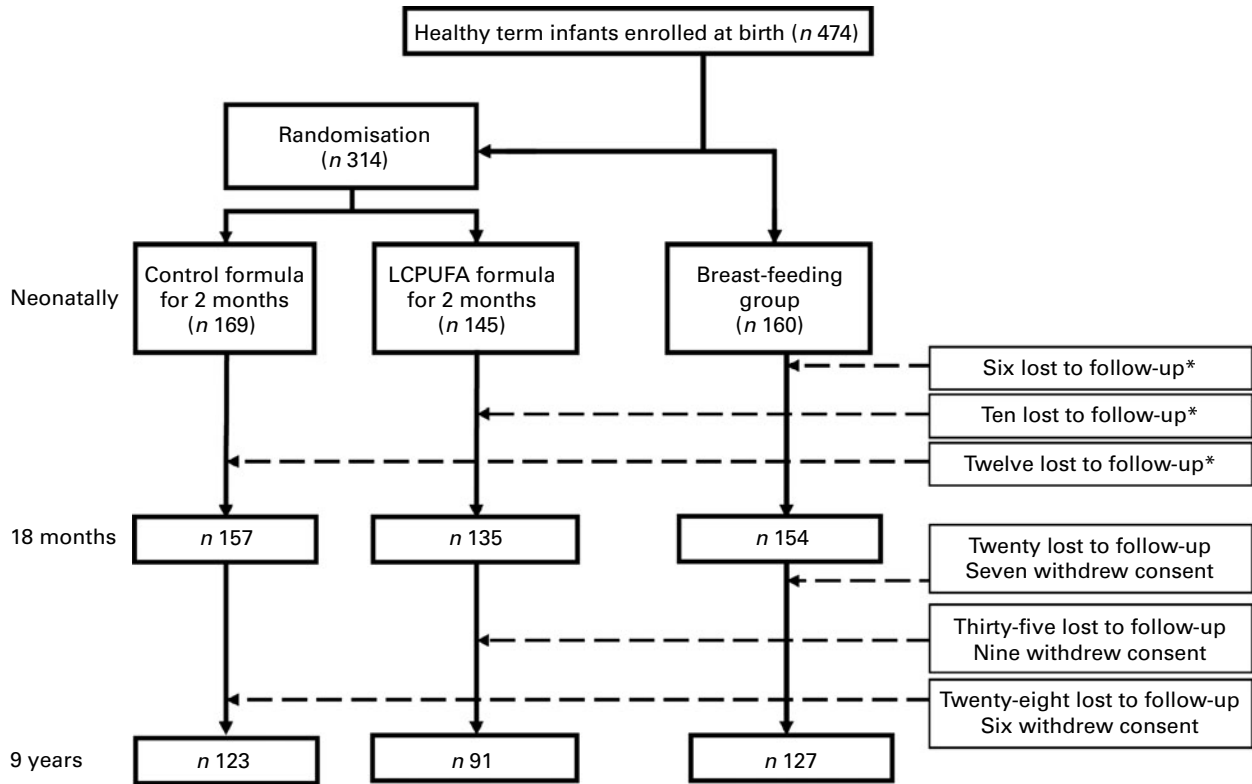 Healthy term infants enrolled at birth (n 474)
Randomisation
(n 314)
Neonatally
Control formula
for 2 months
(n 169)
LCPUFA formula
for 2 months
(n 145)
Breast-feeding
group
(n 160)
Six lost to follow-up*
Ten lost to follow-up*
Twelve lost to follow-up*
18 months
n 157
n 135
n 154
Twenty lost to follow-up
Seven withdrew consent
Thirty-five lost to follow-up
Nine withdrew consent
Twenty-eight lost to follow-up
Six withdrew consent
9 years
n 123
n 91
n 127